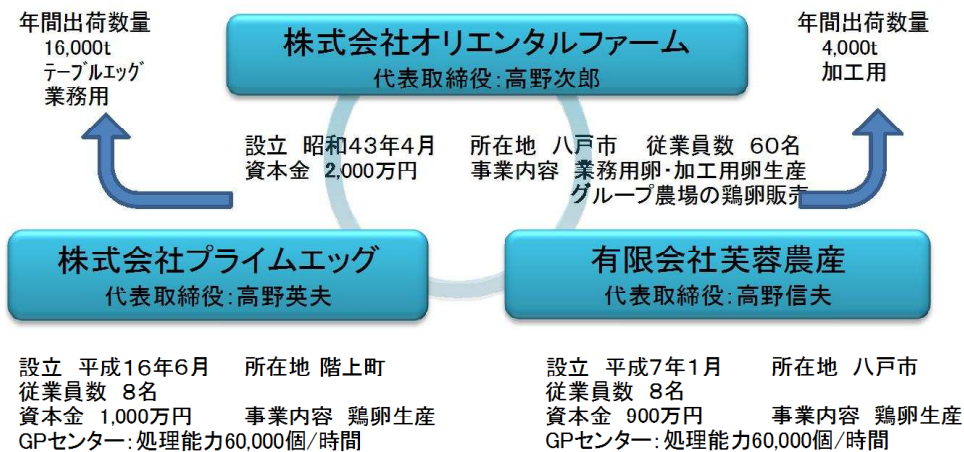 年間出荷数量
16,000t
テーブルエッグ
業務用
株式会社オリエンタルファーム
代表取締役：高野次郎
年間出荷数量
4,000t
加工用
設立 昭和43年4月 所在地 八戸市 従業員数 60名
資本金 2,000万円 事業内容 業務用卵・加工用卵生産
グループ農場の鶏卵販売
株式会社プライムエッグ
代表取締役：高野英夫
有限会社芙蓉農産
代表取締役：高野信夫
設立 平成16年6月 所在地 階上町
従業員数 8名
資本金 1,000万円 事業内容 鶏卵生産
GPセンター：処理能力60,000個/時間
設立 平成7年1月 所在地 八戸市
従業員数 8名
資本金 900万円 事業内容 鶏卵生産
GPセンター：処理能力60,000個/時間